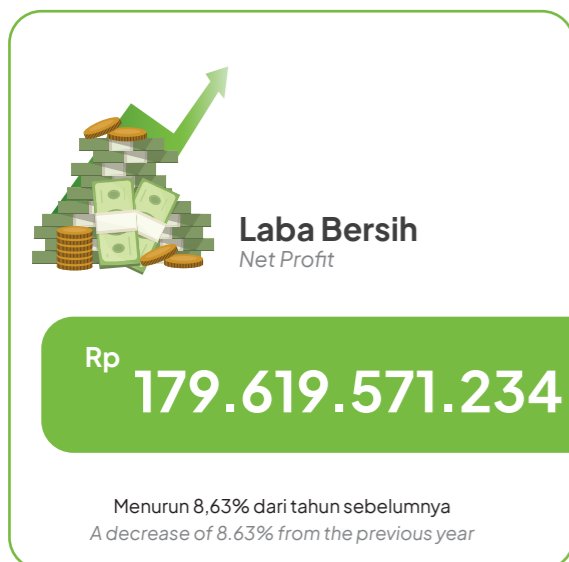 Laba Bersih
Net Profit
Rp 179.619.571.234
Menurun 8,63% dari tahun sebelumnya
A decrease of 8.63% from the previous year